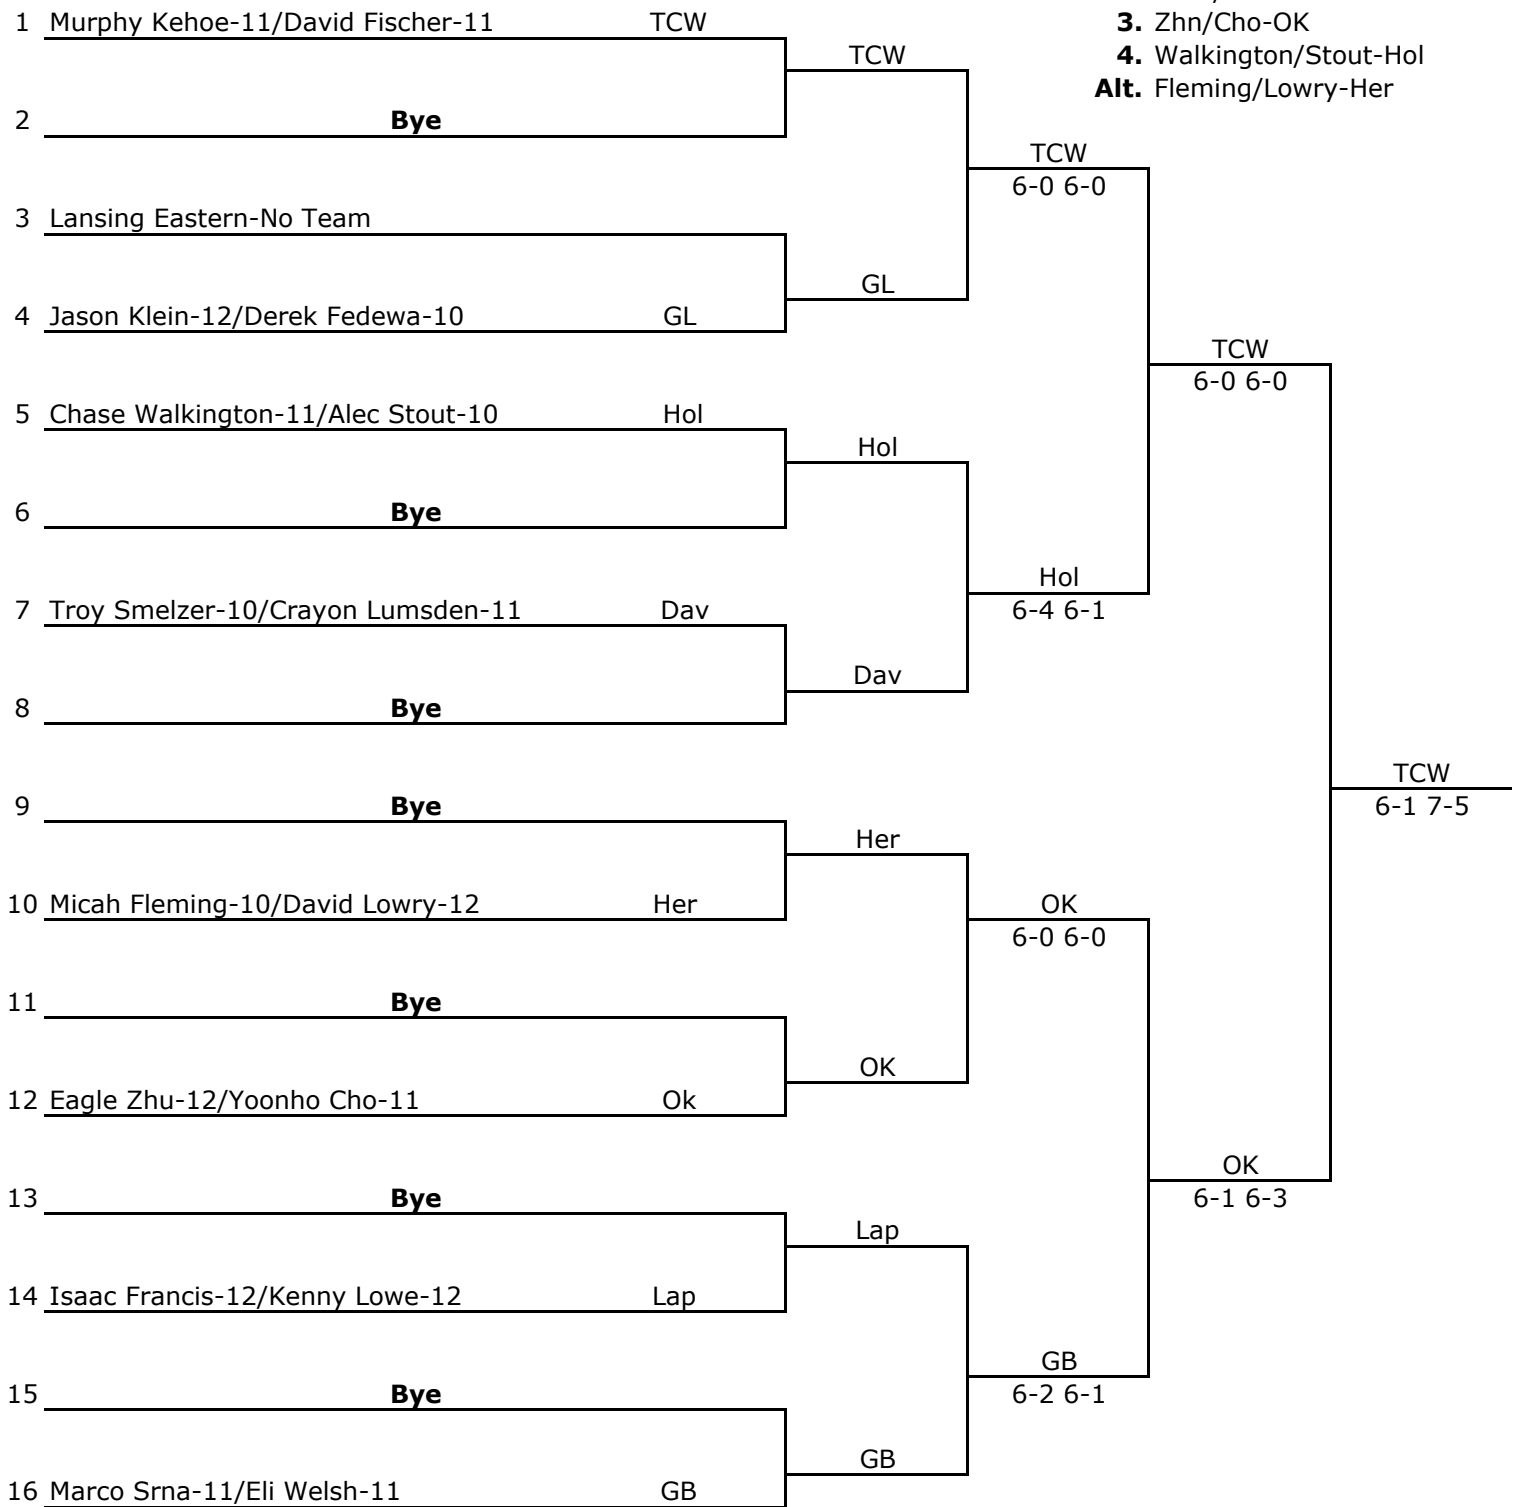 1 Murphy Kehoe-11/David Fischer-11 TCW
3. Zhn/Cho-OK
TCW
4. Walkington/Stout-Hol
Alt. Fleming/Lowry-Her
2 Bye
TCW
6-0 6-0
3 Lansing Eastern-No Team
GL
4 Jason Klein-12/Derek Fedewa-10 GL
TCW
6-0 6-0
5 Chase Walkington-11/Alec Stout-10 Hol
Hol
6 Bye
Hol
6-4 6-1
7 Troy Smelzer-10/Crayon Lumsden-11 Dav
Dav
8 Bye
TCW
6-1 7-5
9 Bye
Her
10 Micah Fleming-10/David Lowry-12 Her
OK
6-0 6-0
11 Bye
OK
12 Eagle Zhu-12/Yoonho Cho-11 Ok
OK
6-1 6-3
13 Bye
Lap
14 Isaac Francis-12/Kenny Lowe-12 Lap
GB
6-2 6-1
15 Bye
GB
16 Marco Srna-11/Eli Welsh-11 GB